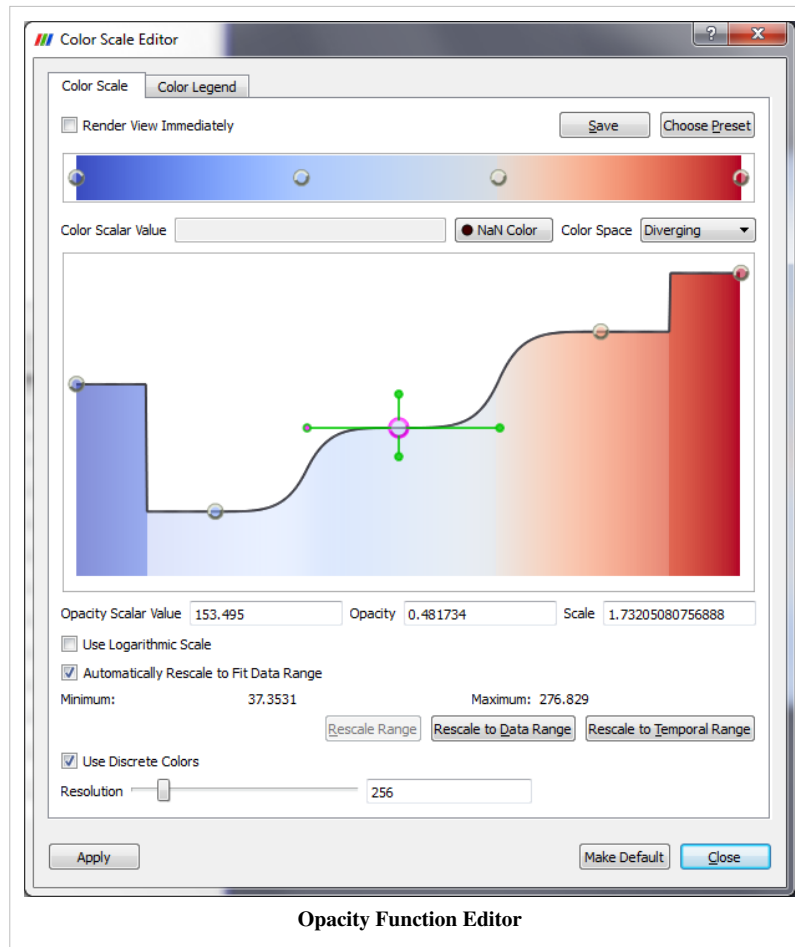 Color Scale Editor
?
X
Color Scale
Color Legend
Render View Immediately
Save
Choose Preset
Color Scalar Value
NaN Color
Color Space
Diverging
Opacity Scalar Value 153.495 Opacity 0.481734 Scale 1.73205080756888
Use Logarithmic Scale
Automatically Rescale to Fit Data Range
Minimum: 37.3531 Maximum: 276.829
Rescale Range
Rescale to Data Range
Rescale to Temporal Range
Use Discrete Colors
Resolution 256
Apply
Make Default
Close
Opacity Function Editor